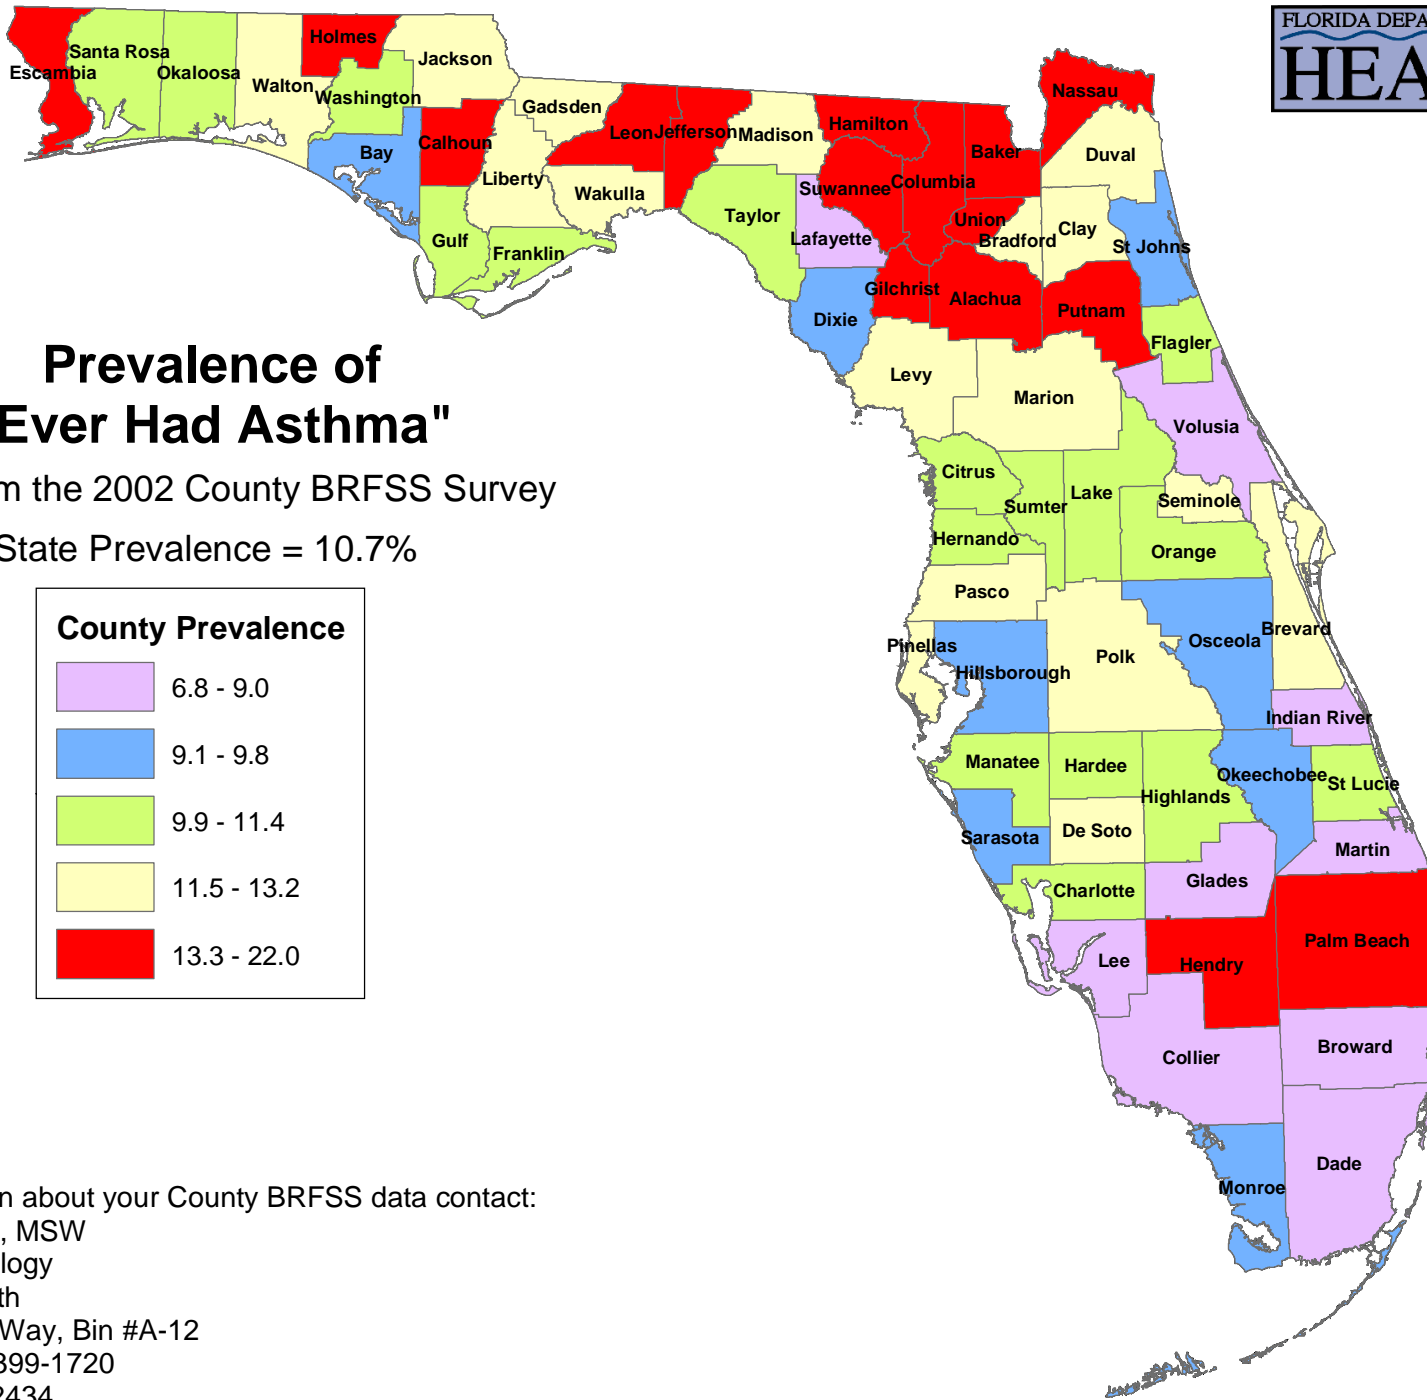 FLORIDA DEPA
HEA
Escambia
Santa Rosa
Okaloosa
Walton
Holmes
Washington
Jackson
Bay
Calhoun
Gulf
Liberty
Gadsden
Franklin
Wakulla
Leon
Jefferson
Madison
Taylor
Hamilton
Suwannee
Lafayette
Columbia
Baker
Union
Bradford
Nassau
Duval
Clay
St Johns
Dixie
Gilchrist
Alachua
Putnam
Flagler
Levy
Marion
Volusia
Citrus
Sumter
Lake
Seminole
Hernando
Orange
Pasco
Pinellas
Hillsborough
Polk
Osceola
Brevard
Indian River
Manatee
Hardee
Highlands
Okeechobee
St Lucie
Sarasota
De Soto
Martin
Charlotte
Glades
Lee
Hendry
Palm Beach
Collier
Broward
Monroe
Dade
Prevalence of
Ever Had Asthma"
m the 2002 County BRFSS Survey
State Prevalence = 10.7%
County Prevalence
6.8 - 9.0
9.1 - 9.8
9.9 - 11.4
11.5 - 13.2
13.3 - 22.0
n about your County BRFSS data contact:
, MSW
logy
th
Way, Bin #A-12
399-1720
2434